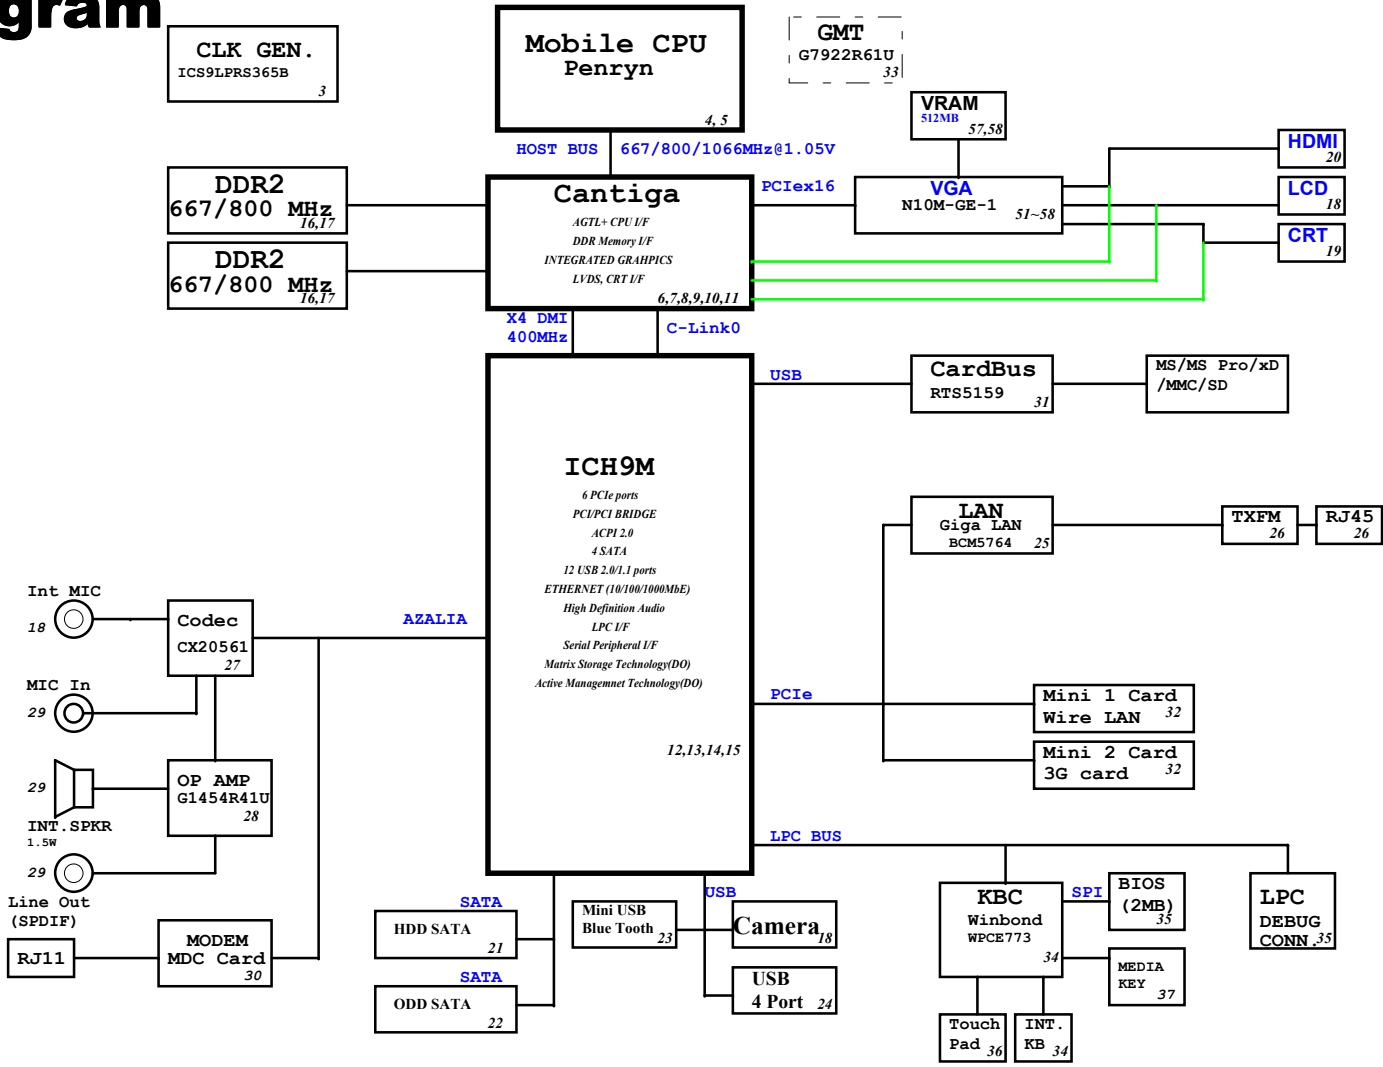 gram
CLK GEN.
ICS9LPRS365B
3
Mobile CPU
Penryn
4, 5
GMT
G7922R61U
33
VRAM
512MB
57,58
HOST BUS
667/800/1066MHz@1.05V
HDMI
20
DDR2
667/800 MHz
16,17
Cantiga
AGTL+ CPU I/F
DDR Memory I/F
INTEGRATED GRAHPICS
LVDS, CRT I/F
6,7,8,9,10,11
PCIex16
VGA
N10M-GE-1
51~58
LCD
18
CRT
19
DDR2
667/800 MHz
16,17
X4 DMI
400MHz
C-Link0
USB
CardBus
RTS5159
31
MS/MS Pro/xD
/MMC/SD
ICH9M
6 PCIe ports
PCI/PCI BRIDGE
ACPI 2.0
4 SATA
12 USB 2.0/1.1 ports
ETHERNET (10/100/1000MbE)
High Definition Audio
LPC I/F
Serial Peripheral I/F
Matrix Storage Technology(DO)
Active Managemnet Technology(DO)
12,13,14,15
LAN
Giga LAN
BCM5764
25
TXFM
26
RJ45
26
Int MIC
18
Codec
CX20561
27
AZALIA
MIC In
29
PCIe
Mini 1 Card
Wire LAN
32
Mini 2 Card
3G card
32
29
INT.SPKR
1.5W
OP AMP
G1454R41U
28
29
Line Out
(SPDIF)
LPC BUS
RJ11
MODEM
MDC Card
30
SATA
HDD SATA
21
SATA
ODD SATA
22
USB
Mini USB
Blue Tooth
23
Camera
18
USB
4 Port
24
KBC
Winbond
WPCE773
34
SPI
BIOS
(2MB)
35
MEDIA
KEY
37
LPC
DEBUG
CONN.
35
Touch
Pad
36
INT.
KB
34